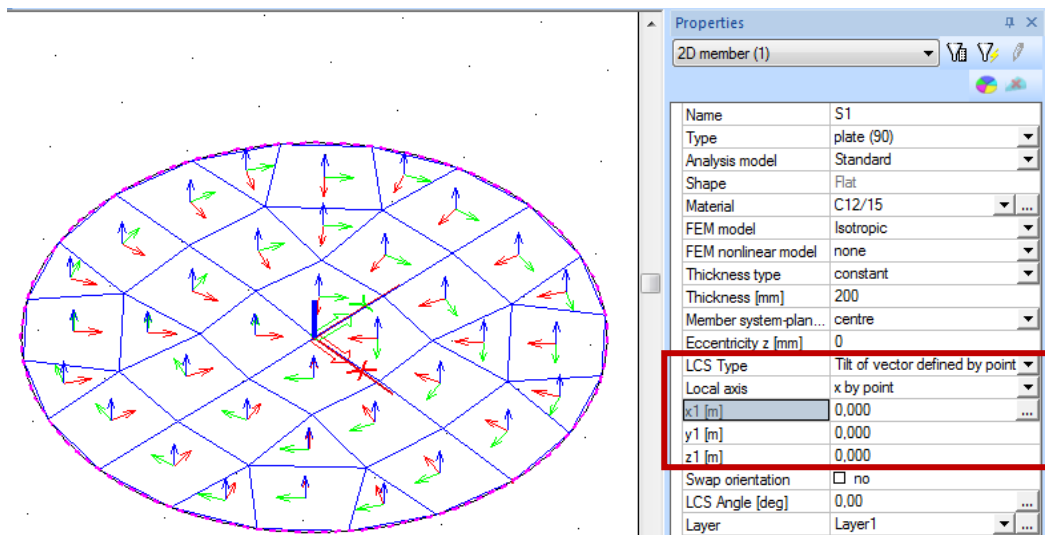 Properties
2D member (1)
Name S1
Type plate (90)
Analysis model Standard
Shape Flat
Material C12/15 ...
FEM model Isotropic
FEM nonlinear model none
Thickness type constant
Thickness [mm] 200
Member system-plan... centre
Eccentricity z [mm] 0
LCS Type Tilt of vector defined by point
Local axis x by point
x1 [m] 0,000 ...
y1 [m] 0,000
z1 [m] 0,000
Swap orientation no
LCS Angle [deg] 0,00 ...
Layer Layer1 ...